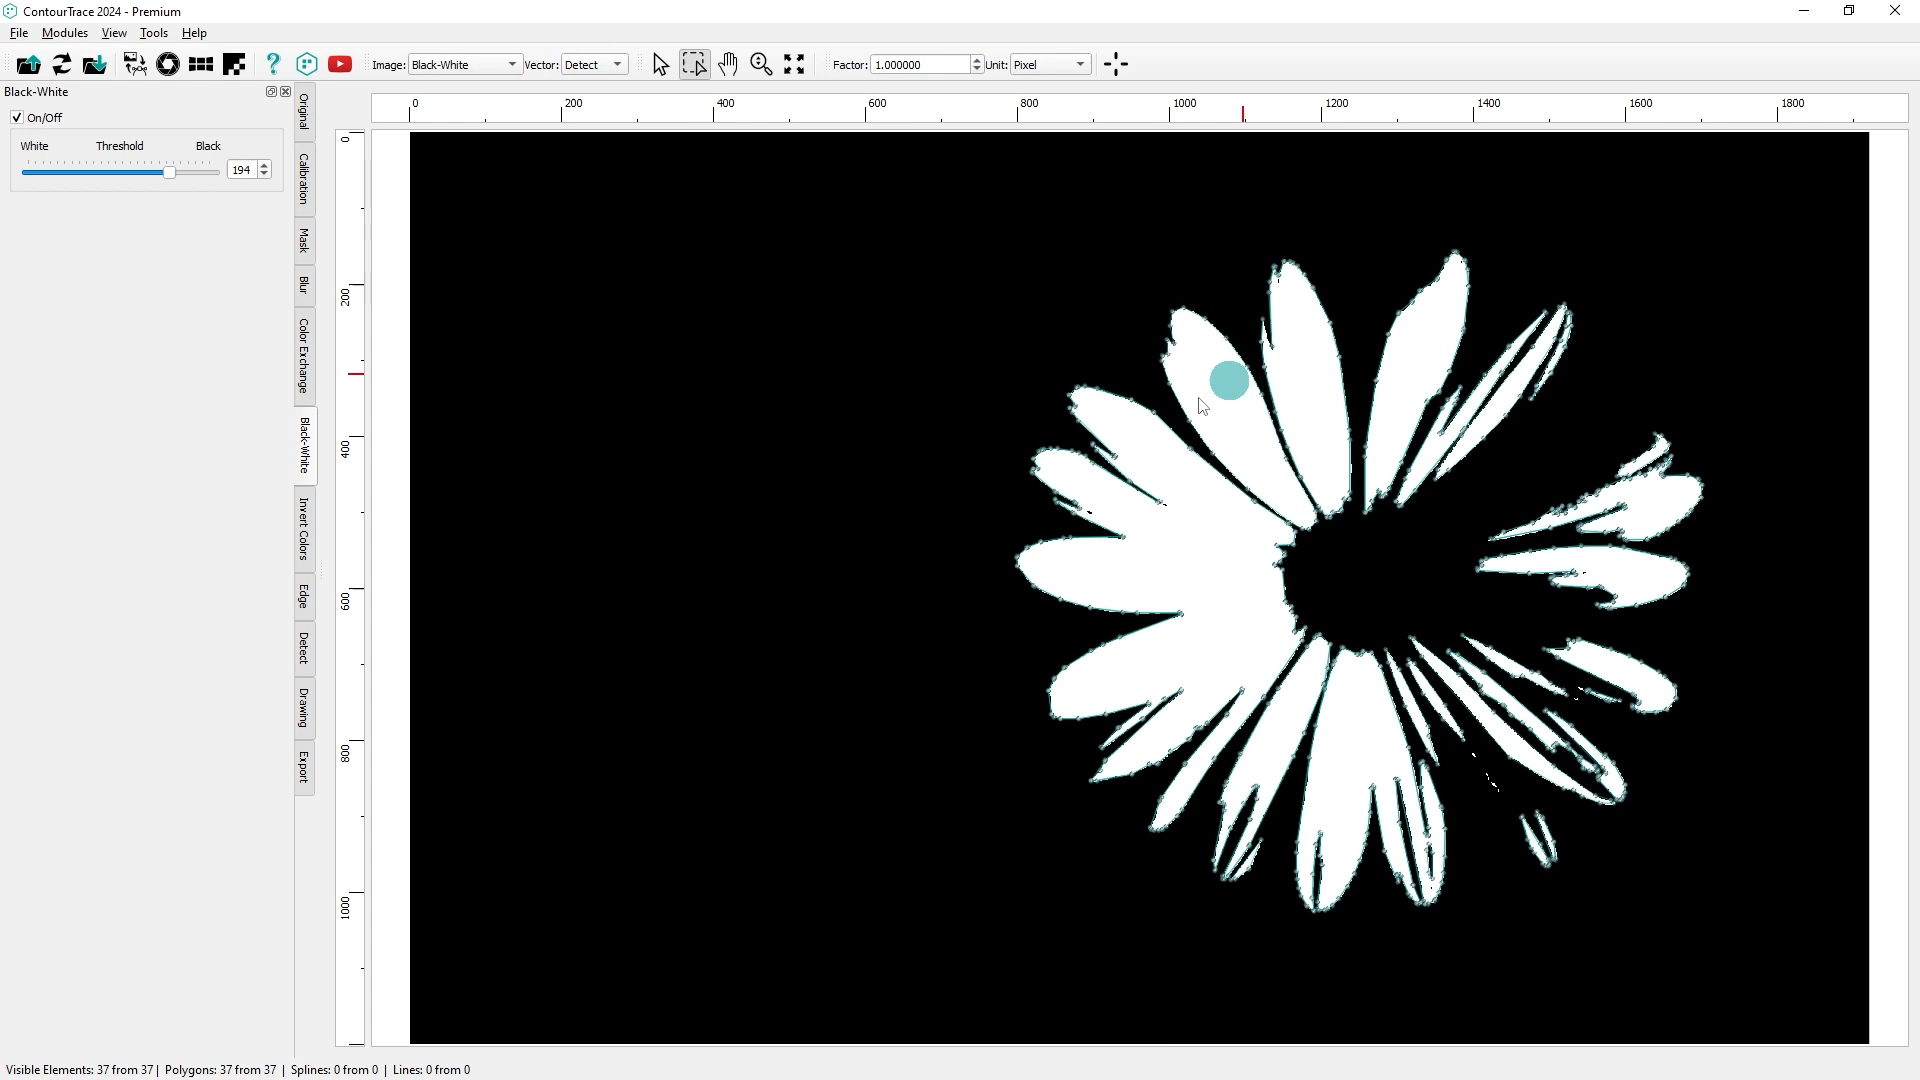 ContourTrace 2024 - Premium
File Modules View Tools Help
Image: Black-White Vector: Detect Factor: 1.000000 Unit: Pixel
Black-White
On/Off
White Threshold Black
194
Original
Calibration
Mask
Blur
Color Exchange
Black-White
Invert Colors
Edge
Detect
Drawing
Export
0 200 400 600 800 1000 1200 1400 1600 1800
0
200
400
600
800
1000
Visible Elements: 37 from 37 | Polygons: 37 from 37 | Splines: 0 from 0 | Lines: 0 from 0